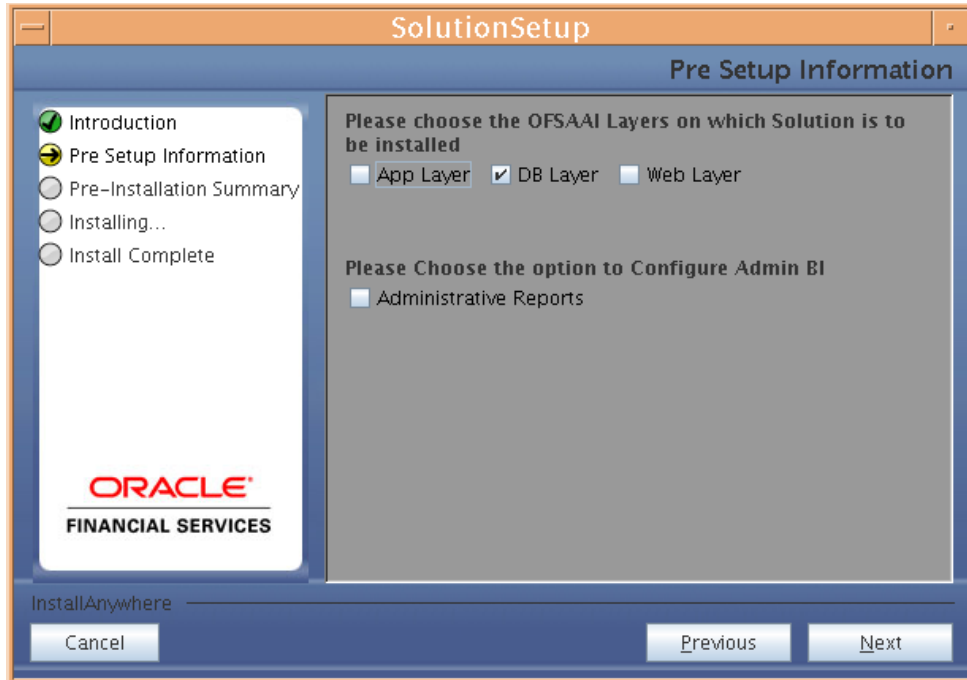 SolutionSetup
Pre Setup Information
Introduction
Pre Setup Information
Pre-Installation Summary
Installing...
Install Complete
ORACLE
FINANCIAL SERVICES
Please choose the OFSAAI Layers on which Solution is to
be installed
App Layer DB Layer Web Layer
Please Choose the option to Configure Admin BI
Administrative Reports
InstallAnywhere
Cancel Previous Next